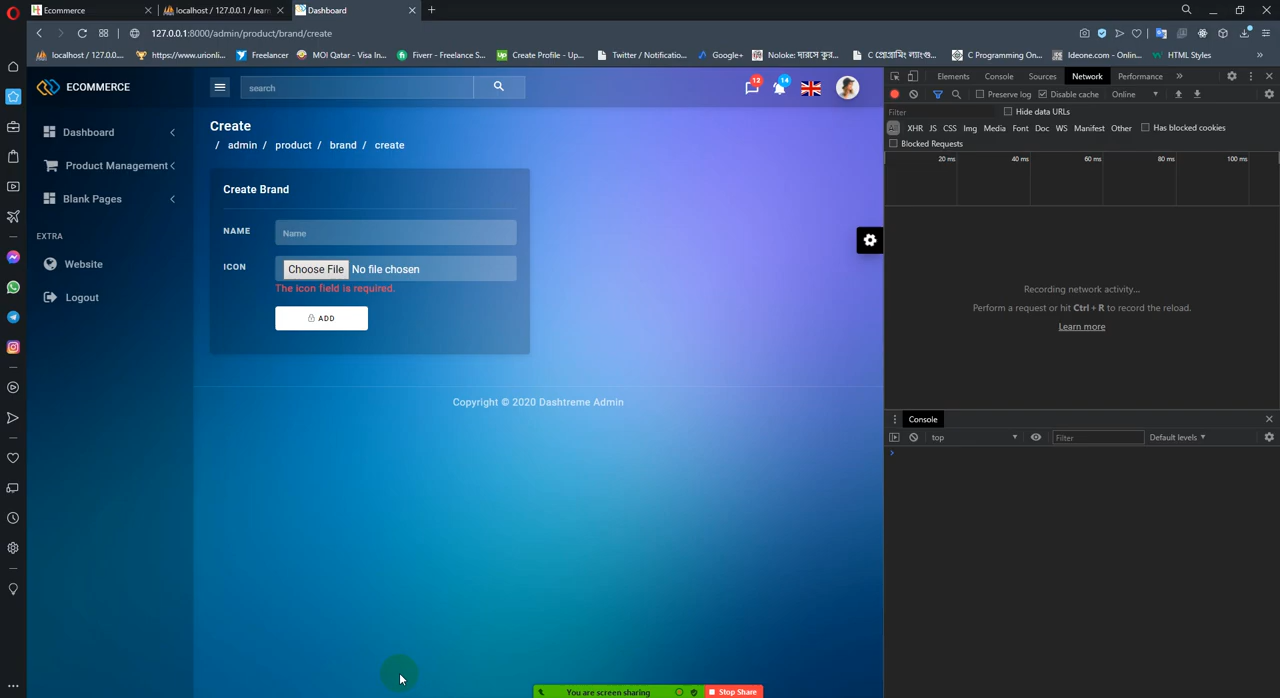 Ecommerce
localhost / 127.0.0.1 / learn
Dashboard
127.0.0.1:8000/admin/product/brand/create
localhost / 127.0.0....
https://www.urionli...
Freelancer
MOI Qatar - Visa In...
Fiverr - Freelance S...
Create Profile - Up...
Twitter / Notificatio...
Google+
C Programming On...
Ideone.com - Onlin...
HTML Styles
ECOMMERCE
search
12
14
Dashboard
Product Management
Blank Pages
EXTRA
Website
Logout
Create
/ admin / product / brand / create
Create Brand
NAME
Name
ICON
Choose File No file chosen
The icon field is required.
ADD
Copyright © 2020 Dashtreme Admin
Elements Console Sources Network Performance
Preserve log Disable cache Online
Filter
Hide data URLs
XHR JS CSS Img Media Font Doc WS Manifest Other Has blocked cookies
Blocked Requests
20 ms 40 ms 60 ms 80 ms 100 ms
Recording network activity...
Perform a request or hit Ctrl + R to record the reload.
Learn more
Console
top
Filter
Default levels
You are screen sharing
Stop Share